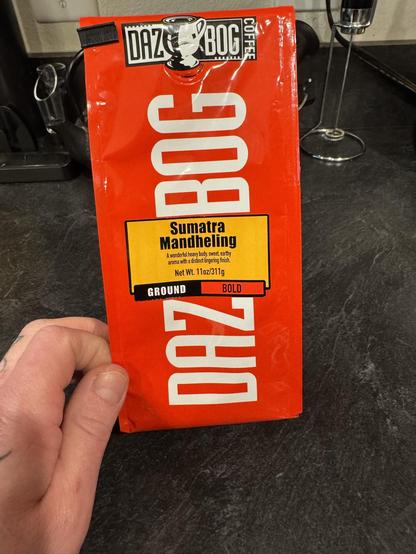 DAZ BOG COFFEE
DAZBOG
Sumatra
Mandheling
A wonderful heavy body, sweet, earthy
aroma with a distinct lingering finish.
Net Wt. 11oz/311g
GROUND BOLD